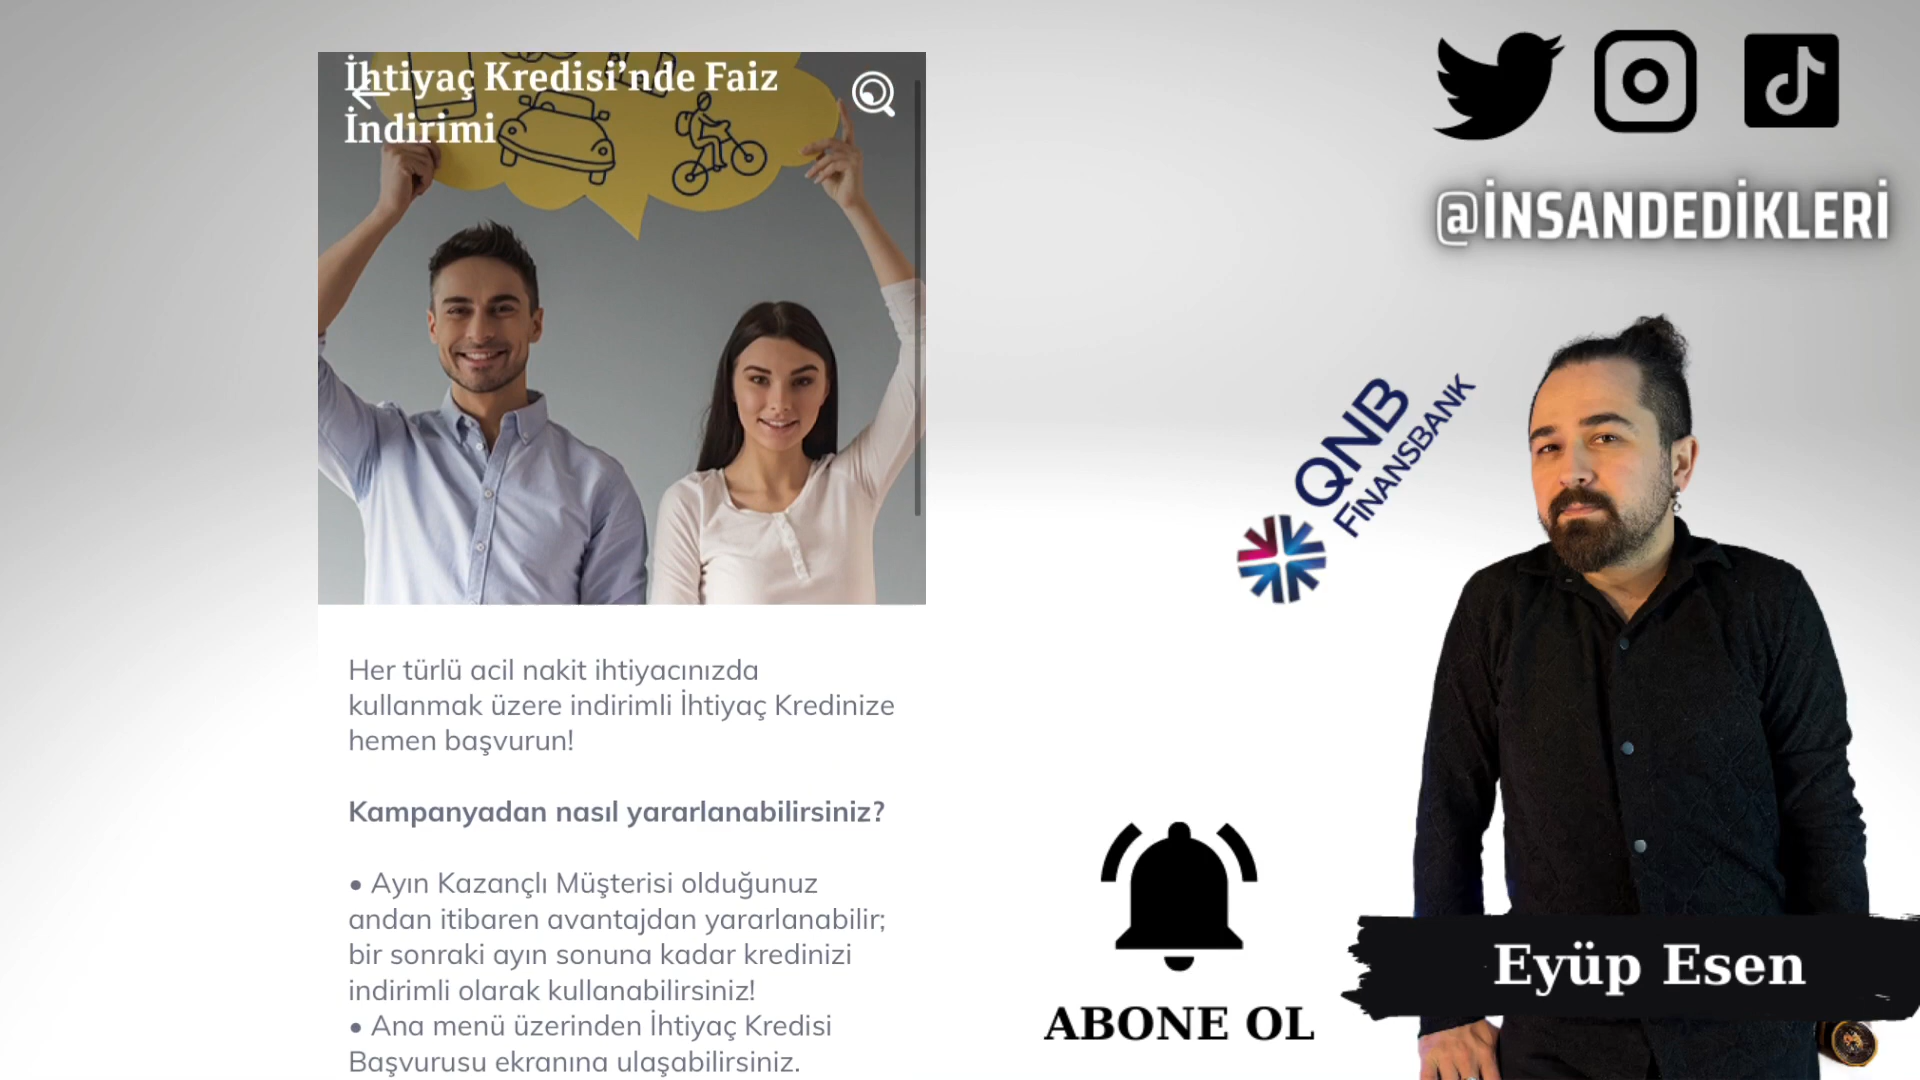 İhtiyaç Kredisi’nde Faiz
İndirimi
Her türlü acil nakit ihtiyacınızda
kullanmak üzere indirimli İhtiyaç Kredinize
hemen başvurun!
Kampanyadan nasıl yararlanabilirsiniz?
• Ayın Kazançlı Müşterisi olduğunuz
andan itibaren avantajdan yararlanabilir;
bir sonraki ayın sonuna kadar kredinizi
indirimli olarak kullanabilirsiniz!
• Ana menü üzerinden İhtiyaç Kredisi
Başvurusu ekranına ulaşabilirsiniz.
@İNSANDEDİKLERİ
QNB
FİNANSBANK
ABONE OL
Eyüp Esen